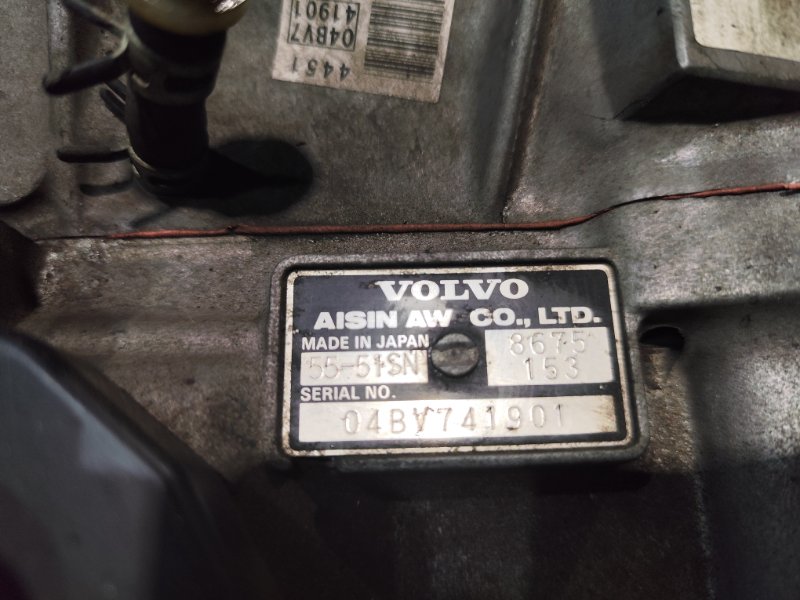 4451
04BV7
41901
VOLVO
AISIN AW CO., LTD.
MADE IN JAPAN
55-51SN
8675
153
SERIAL NO.
04BV741901